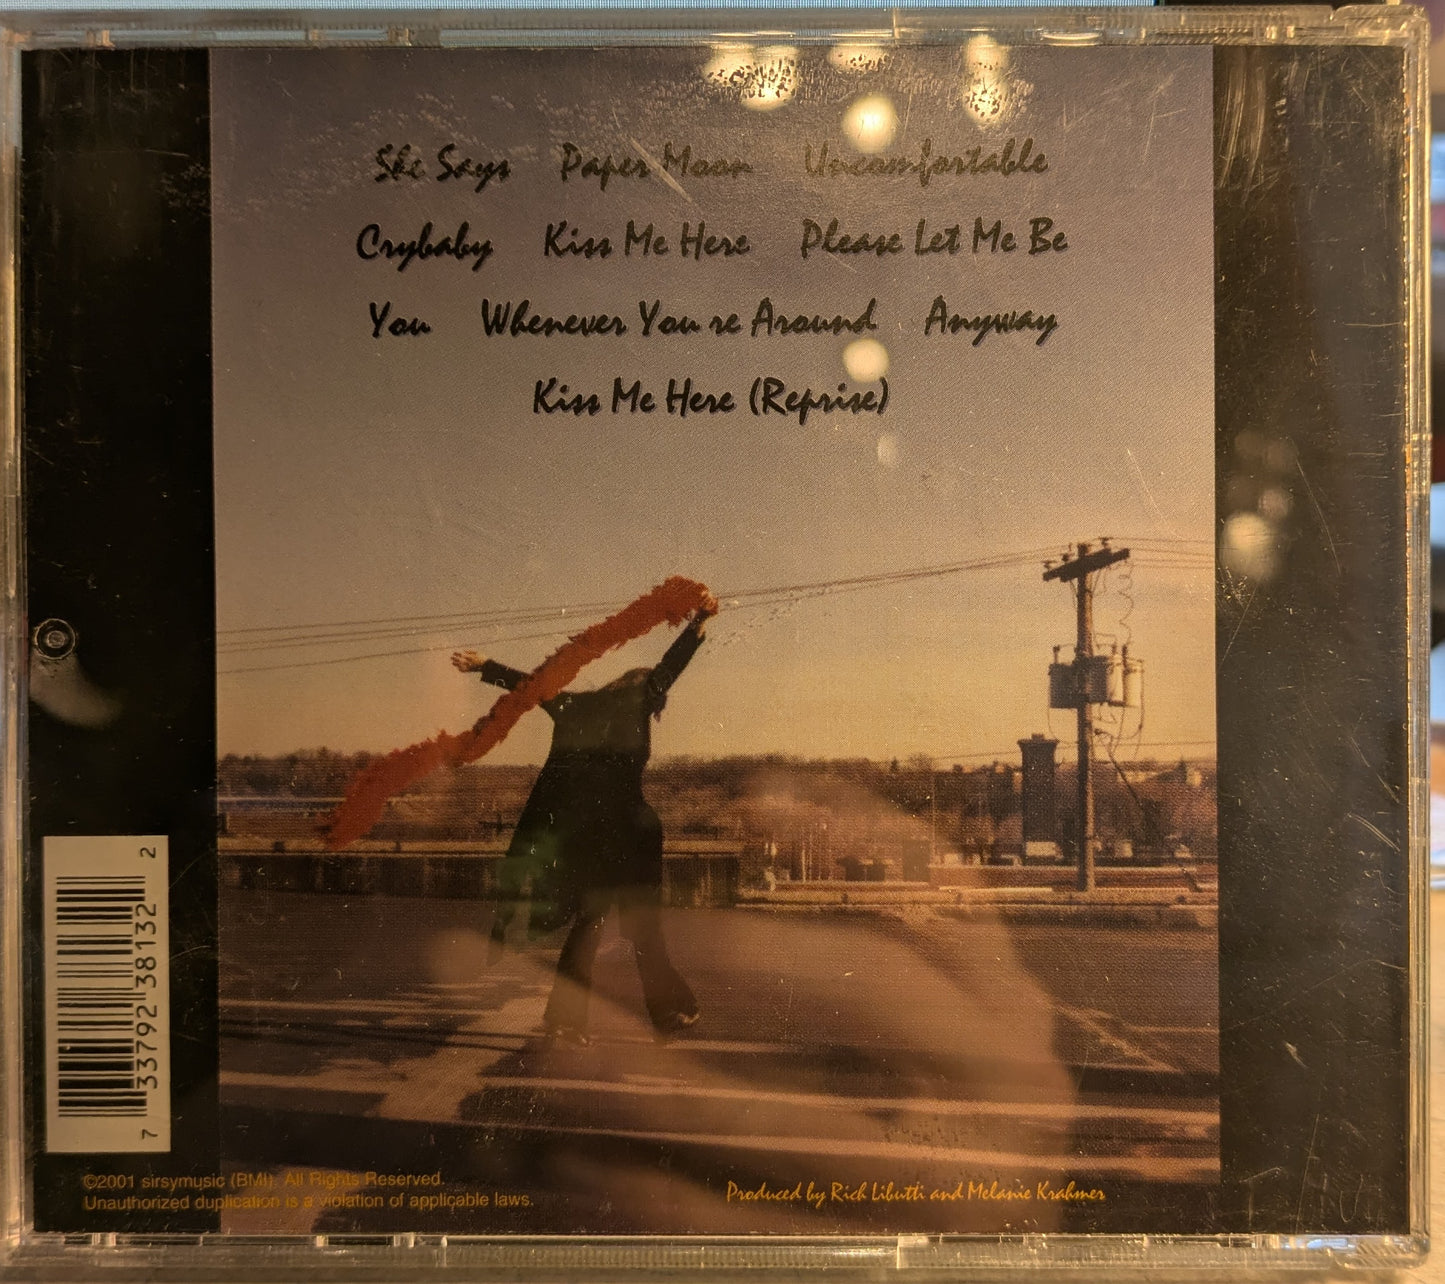 She Says Paper Moon Uncomfortable
Crybaby Kiss Me Here Please Let Me Be
You Whenever You re Around Anyway
Kiss Me Here (Reprise)
7 33792 38132 2
©2001 sirsymusic (BMI). All Rights Reserved.
Unauthorized duplication is a violation of applicable laws.
Produced by Rich Libutti and Melanie Krahmer